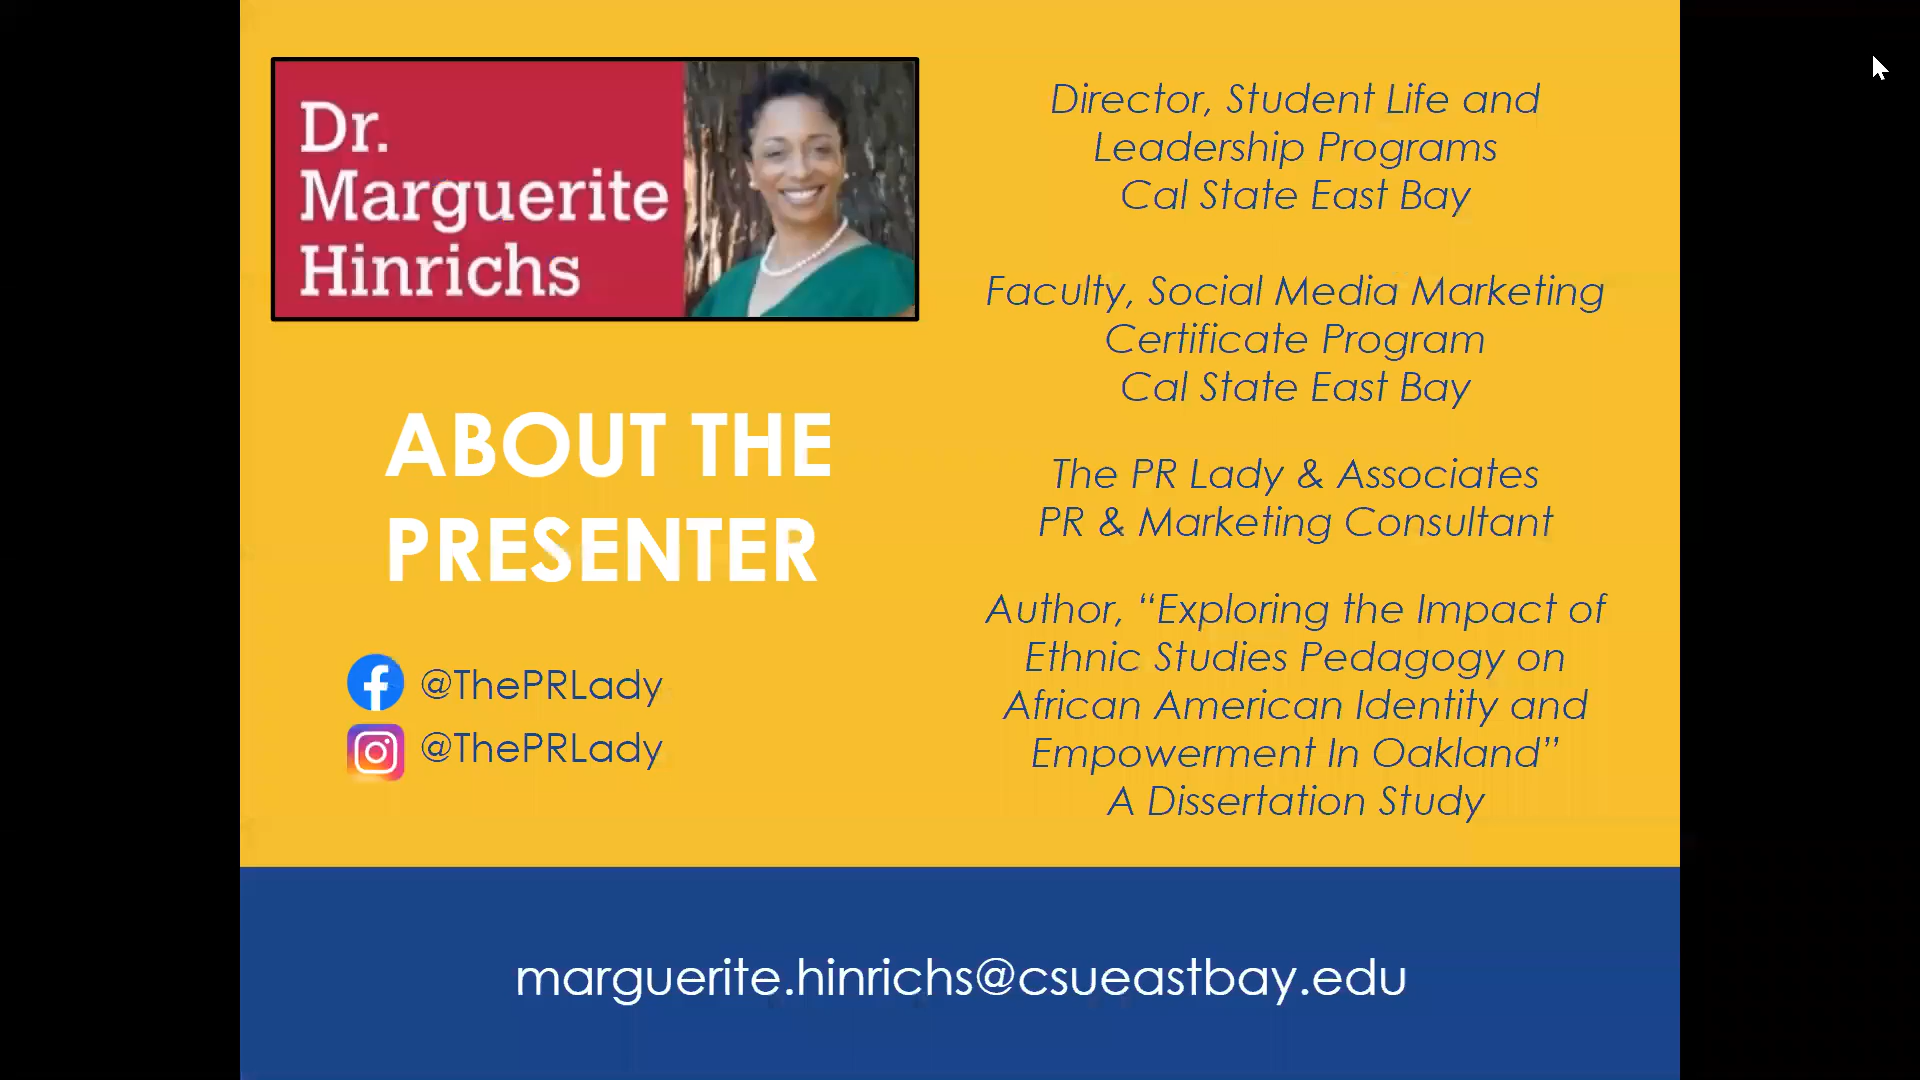 Dr.
Marguerite
Hinrichs
ABOUT THE
PRESENTER
@ThePRLady
@ThePRLady
Director, Student Life and
Leadership Programs
Cal State East Bay
Faculty, Social Media Marketing
Certificate Program
Cal State East Bay
The PR Lady & Associates
PR & Marketing Consultant
Author, “Exploring the Impact of
Ethnic Studies Pedagogy on
African American Identity and
Empowerment In Oakland”
A Dissertation Study
marguerite.hinrichs@csueastbay.edu